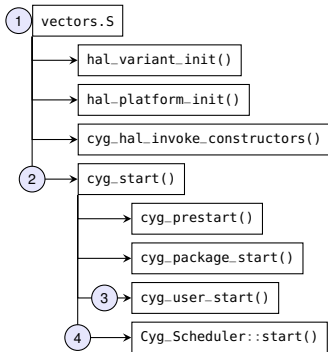 1 vectors.S
hal_variant_init()
hal_platform_init()
cyg_hal_invoke_constructors()
2 cyg_start()
cyg_prestart()
cyg_package_start()
3 cyg_user_start()
4 Cyg_Scheduler::start()